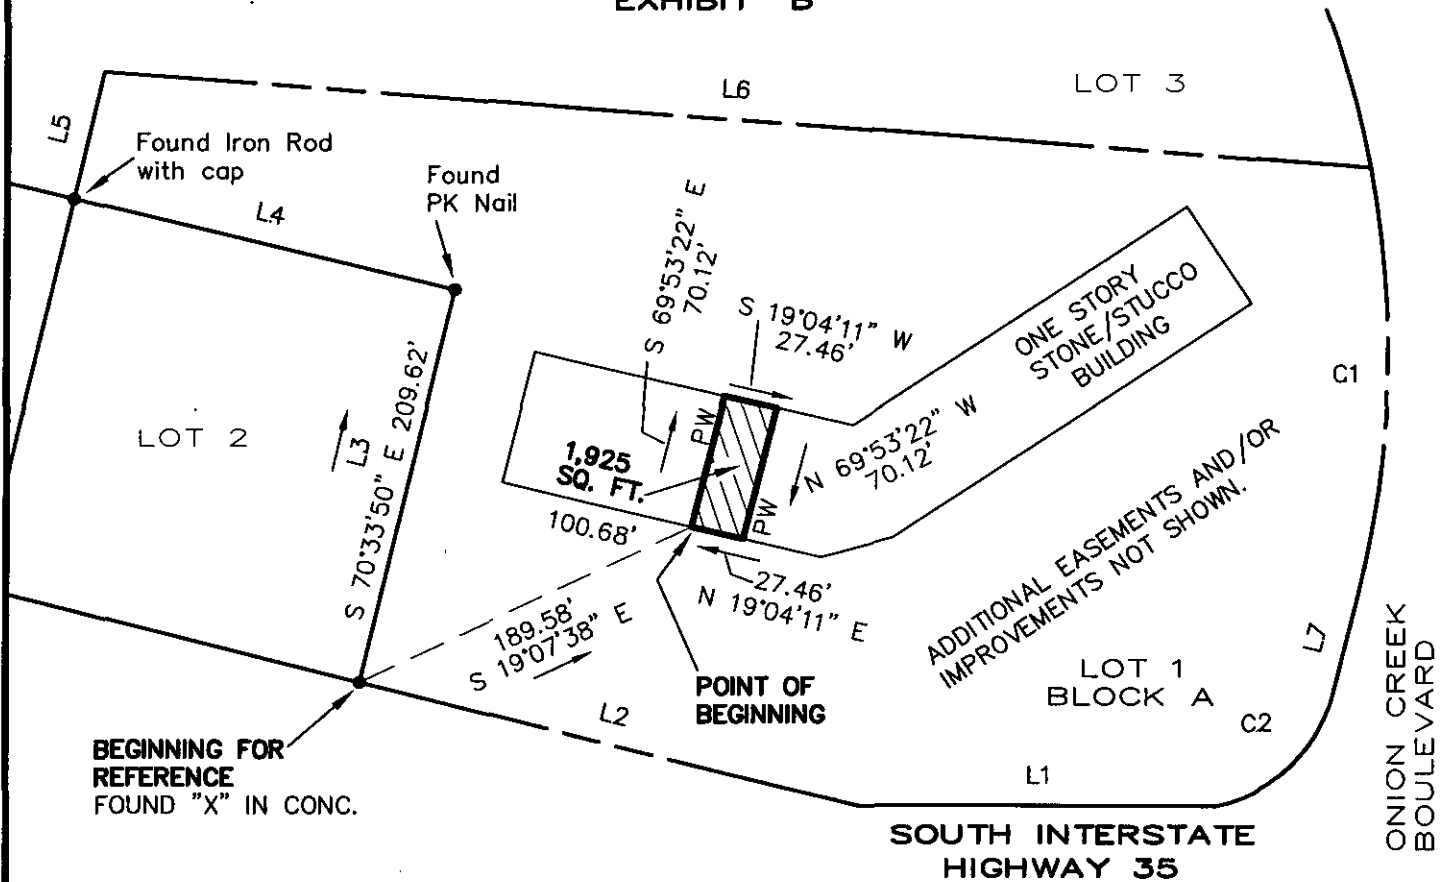 EXHIBIT "B"
L6
LOT 3
L5
Found Iron Rod
with cap
Found
PK Nail
L4
S 69°53'22" E
70.12'
S 19°04'11" W
27.46'
ONE STORY
STONE/STUCCO
BUILDING
C1
LOT 2
L3
S 70°33'50" E 209.62'
PW
1,925
SQ. FT.
PW
N 69°53'22" W
70.12'
100.68'
27.46'
N 19°04'11" E
189.58'
S 19°07'38" E
ADDITIONAL EASEMENTS AND/OR
IMPROVEMENTS NOT SHOWN.
POINT OF
BEGINNING
L2
LOT 1
BLOCK A
L7
C2
L1
BEGINNING FOR
REFERENCE
FOUND "X" IN CONC.
SOUTH INTERSTATE
HIGHWAY 35
ONION CREEK
BOULEVARD